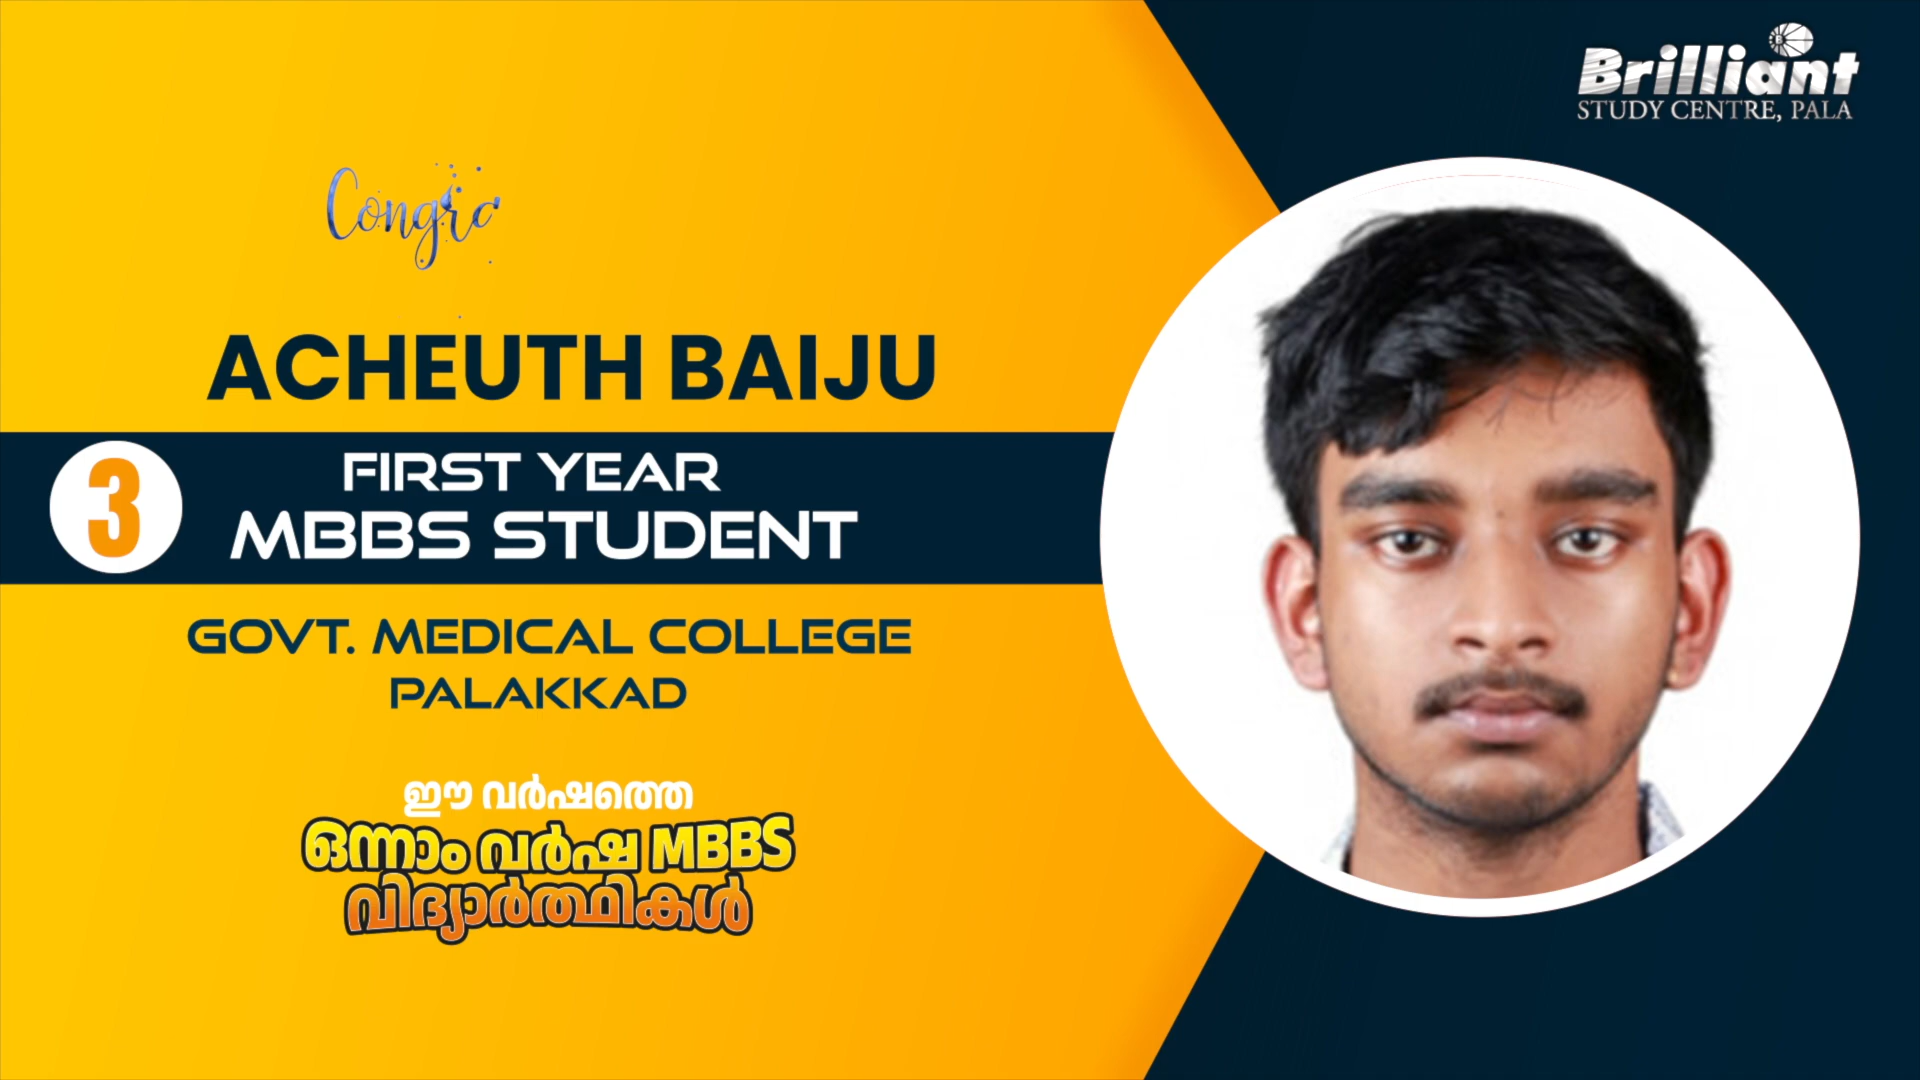 Brilliant
STUDY CENTRE, PALA
Congra
ACHEUTH BAIJU
3
FIRST YEAR
MBBS STUDENT
GOVT. MEDICAL COLLEGE
PALAKKAD
ഈ വർഷത്തെ
ഒന്നാം വർഷ MBBS
വിദ്യാർത്ഥികൾ